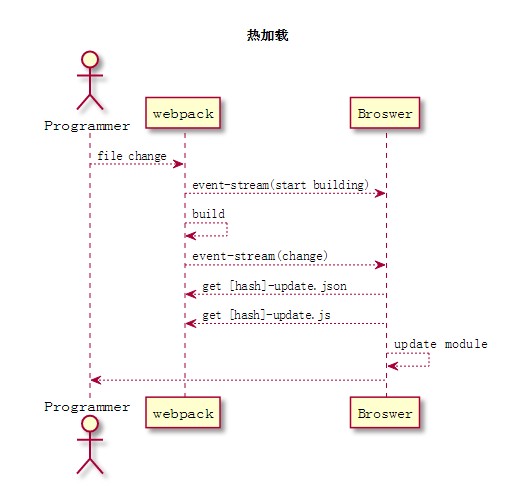 热加载
Programmer
webpack
Broswer
file change
event-stream(start building)
build
event-stream(change)
get [hash]-update.json
get [hash]-update.js
update module
Programmer
webpack
Broswer